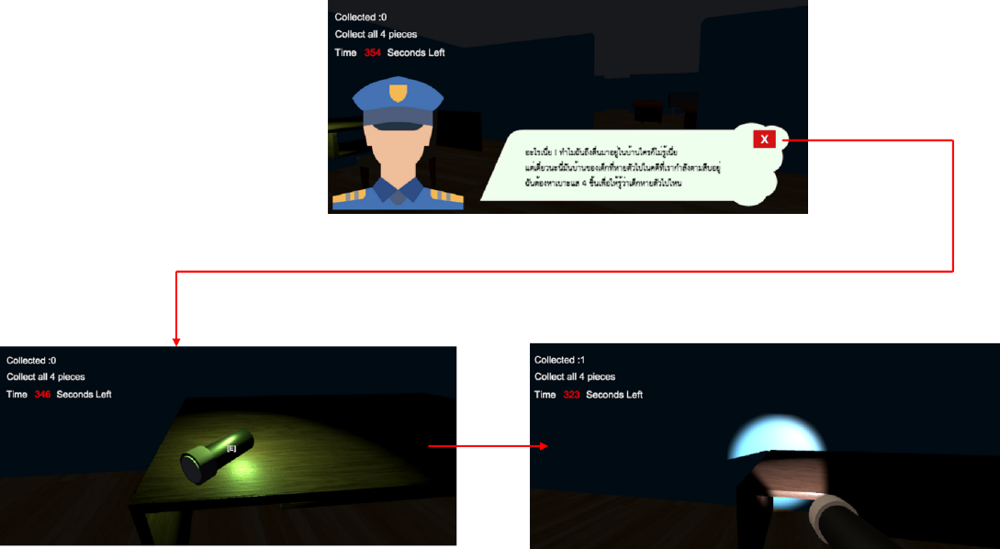 Collected :0
Collect all 4 pieces
Time 354 Seconds Left
X
อะไรเนี่ย ! ทำไมฉันถึงตื่นมาอยู่ในบ้านใครก็ไม่รู้เนี่ย
แต่เดี๋ยวนะนี่มันบ้านของเด็กที่หายตัวไปในคดีที่เรากำลังตามสืบอยู่
ฉันต้องหาเบาะแส 4 ชิ้นเพื่อให้รู้ว่าเด็กหายตัวไปไหน
Collected :0
Collect all 4 pieces
Time 346 Seconds Left
[E]
Collected :1
Collect all 4 pieces
Time 323 Seconds Left